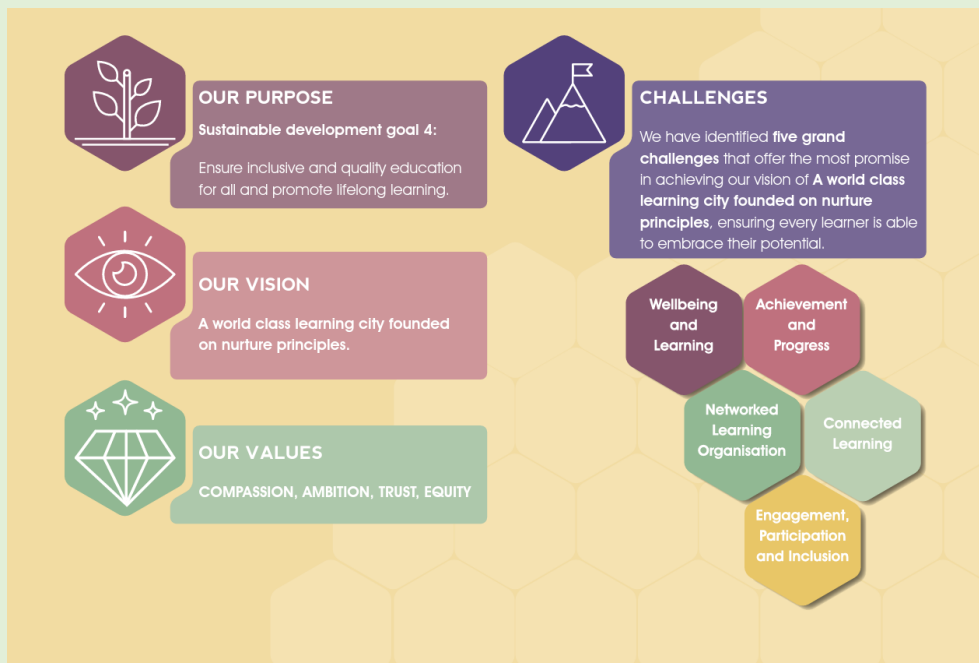 OUR PURPOSE
Sustainable development goal 4:
Ensure inclusive and quality education
for all and promote lifelong learning.
OUR VISION
A world class learning city founded
on nurture principles.
OUR VALUES
COMPASSION, AMBITION, TRUST, EQUITY
CHALLENGES
We have identified five grand
challenges that offer the most promise
in achieving our vision of A world class
learning city founded on nurture
principles, ensuring every learner is able
to embrace their potential.
Wellbeing
and
Learning
Achievement
and
Progress
Networked
Learning
Organisation
Connected
Learning
Engagement,
Participation
and Inclusion